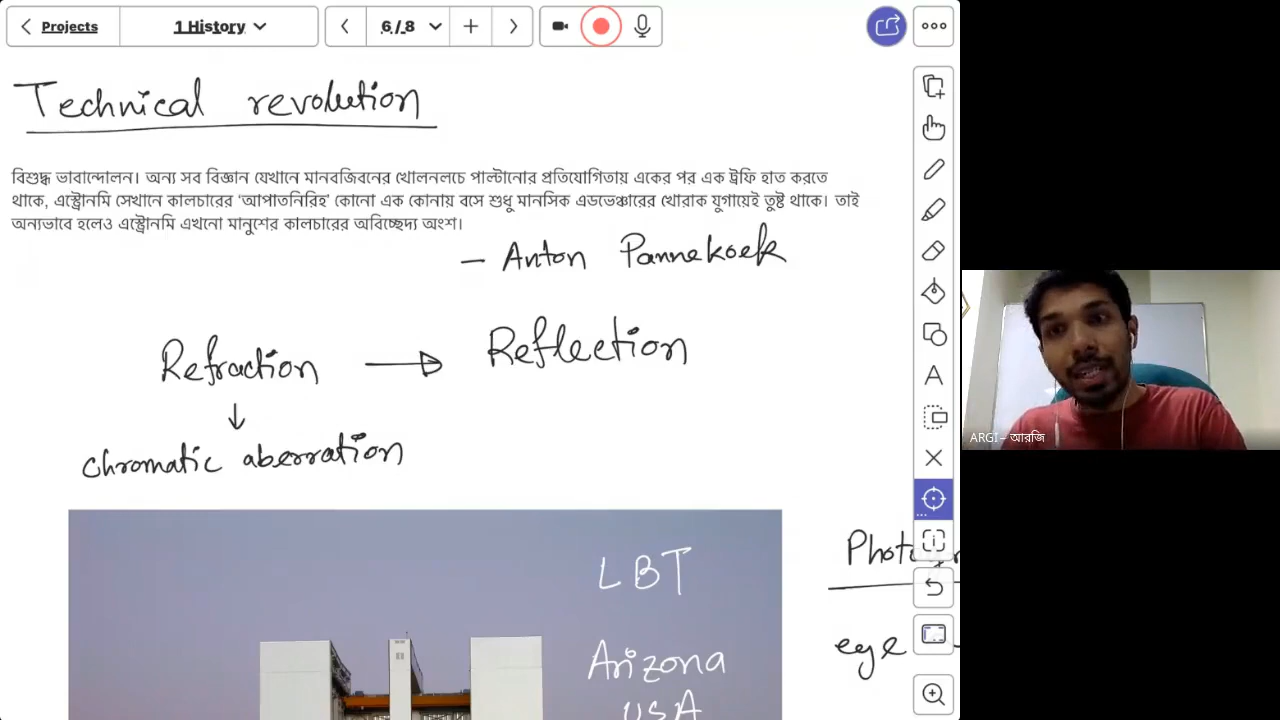 Projects
1 History
6/8
Technical revolution
বিশুদ্ধ ভাবান্দোলন। অন্য সব বিজ্ঞান যেখানে মানবজিবনের খোলনলচে পাল্টানোর প্রতিযোগিতায় একের পর এক ট্রফি হাত করতে
থাকে, এস্ট্রোনমি সেখানে কালচারের ‘আপাতনিরিহ’ কোনো এক কোনায় বসে শুধু মানসিক এডভেঞ্চারের খোরাক যুগায়েই তুষ্ট থাকে। তাই
অন্যভাবে হলেও এস্ট্রোনমি এখনো মানুশের কালচারের অবিচ্ছেদ্য অংশ।
— Anton Pannekoek
Refraction → Reflection
↓
chromatic aberration
LBT
Arizona
USA
eye
ARGI – আরজি